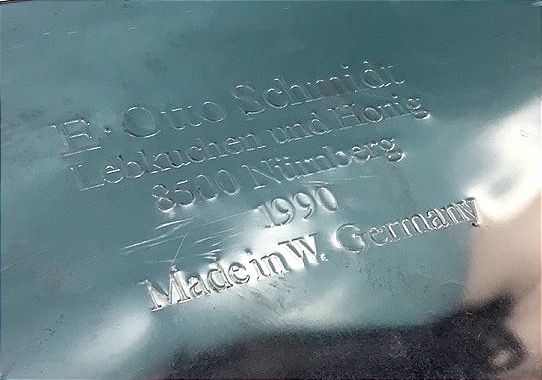 E. Otto Schmidt
Lebkuchen und Honig
8500 Nürnberg
1990
Made in W. Germany